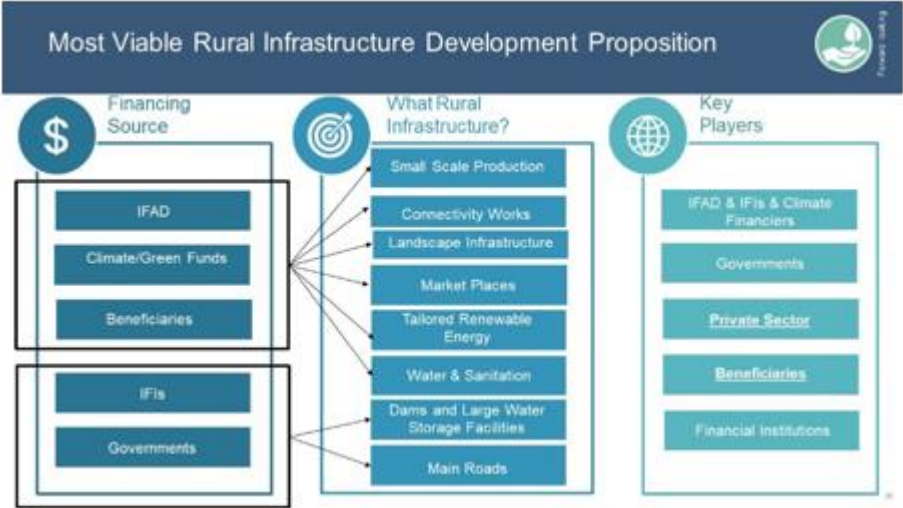 Most Viable Rural Infrastructure Development Proposition
Financing
Source
$
IFAD
Climate/Green Funds
Beneficiaries
IFIs
Governments
What Rural
Infrastructure?
Small Scale Production
Connectivity Works
Landscape Infrastructure
Market Places
Tailored Renewable
Energy
Water & Sanitation
Dams and Large Water
Storage Facilities
Main Roads
Key
Players
IFAD & IFIs & Climate
Financiers
Governments
Private Sector
Beneficiaries
Financial Institutions